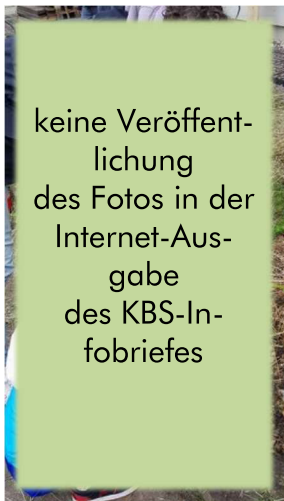 keine Veröffent-
lichung
des Fotos in der
Internet-Aus-
gabe
des KBS-In-
fobriefes